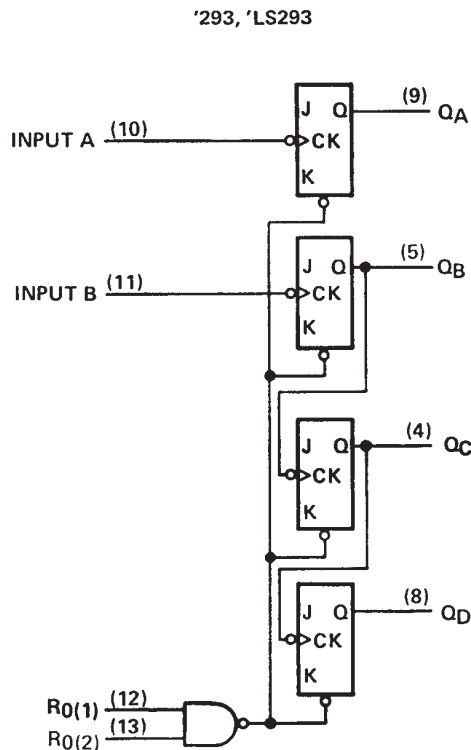 '293, 'LS293
J Q (9) QA
INPUT A (10) CK
K
J Q (5) QB
INPUT B (11) CK
K
J Q (4) QC
CK
K
J Q (8) QD
CK
K
R0(1) (12)
R0(2) (13)